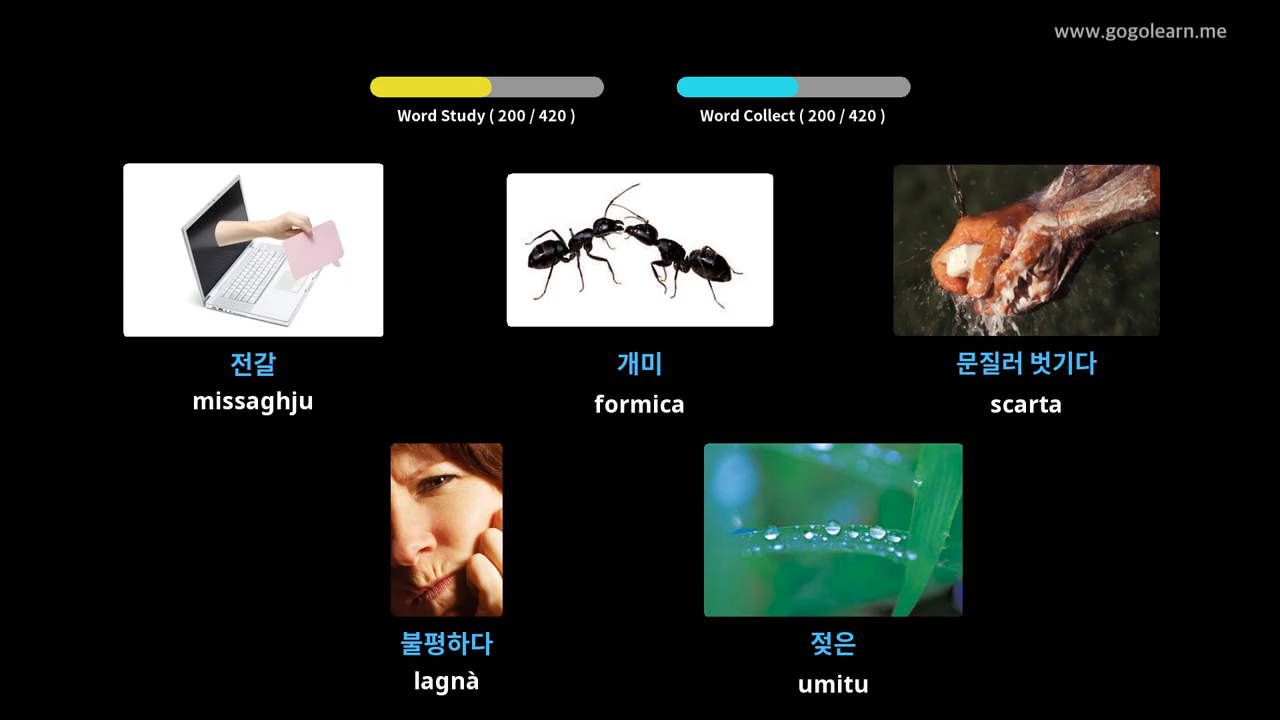 www.gogolearn.me
Word Study ( 200 / 420 )
Word Collect ( 200 / 420 )
전갈
missaghju
개미
formica
문질러 벗기다
scarta
불평하다
lagnà
젖은
umitu